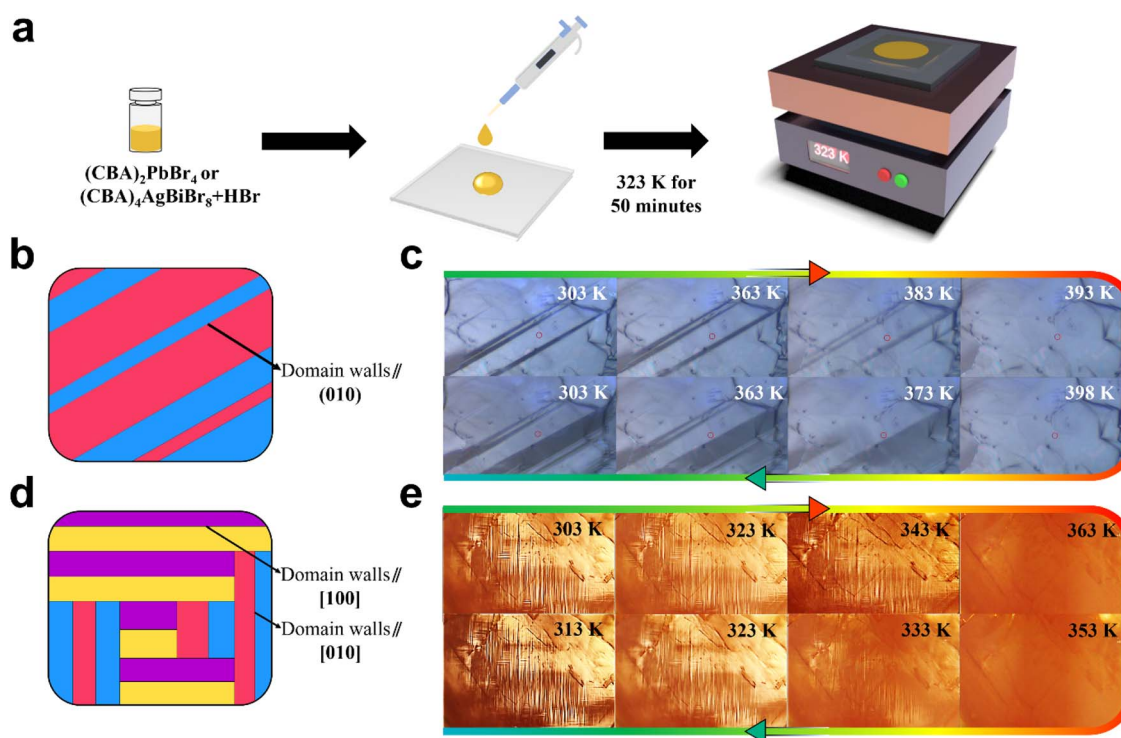 a
(CBA)₂PbBr₄ or
(CBA)₄AgBiBr₈+HBr
323 K for
50 minutes
323 K
b
Domain walls//
(010)
c
303 K
363 K
383 K
393 K
303 K
363 K
373 K
398 K
d
Domain walls//
[100]
Domain walls//
[010]
e
303 K
323 K
343 K
363 K
313 K
323 K
333 K
353 K